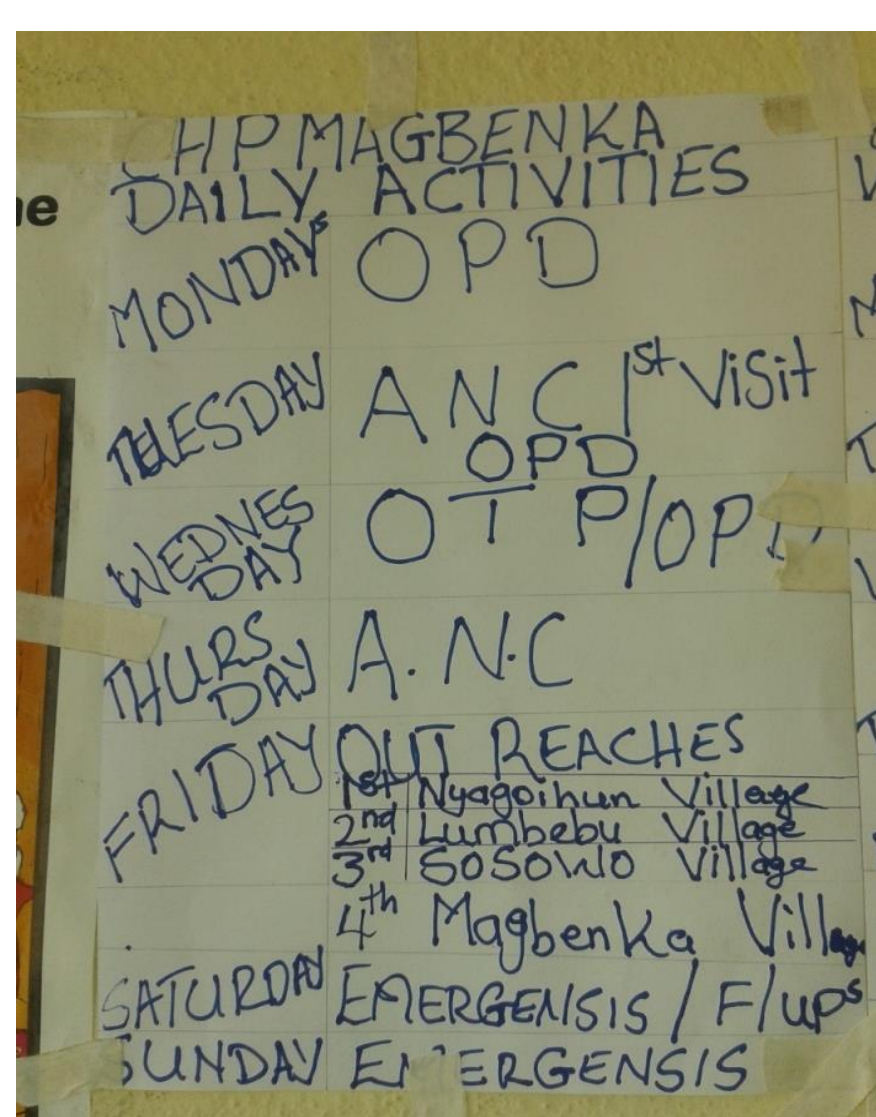 CHP MAGBENKA
DAILY ACTIVITIES
MONDAYs OPD
TUESDAY ANC 1st Visit
OPD
WEDNES
DAY OTP/OPD
THURS
DAY A.N.C
FRIDAY OUT REACHES
1st Nyagoihun Village
2nd Lumbebu Village
3rd SOSOWO Village
4th Magbenka Village
SATURDAY EMERGENSIS / F/ups
SUNDAY EMERGENSIS